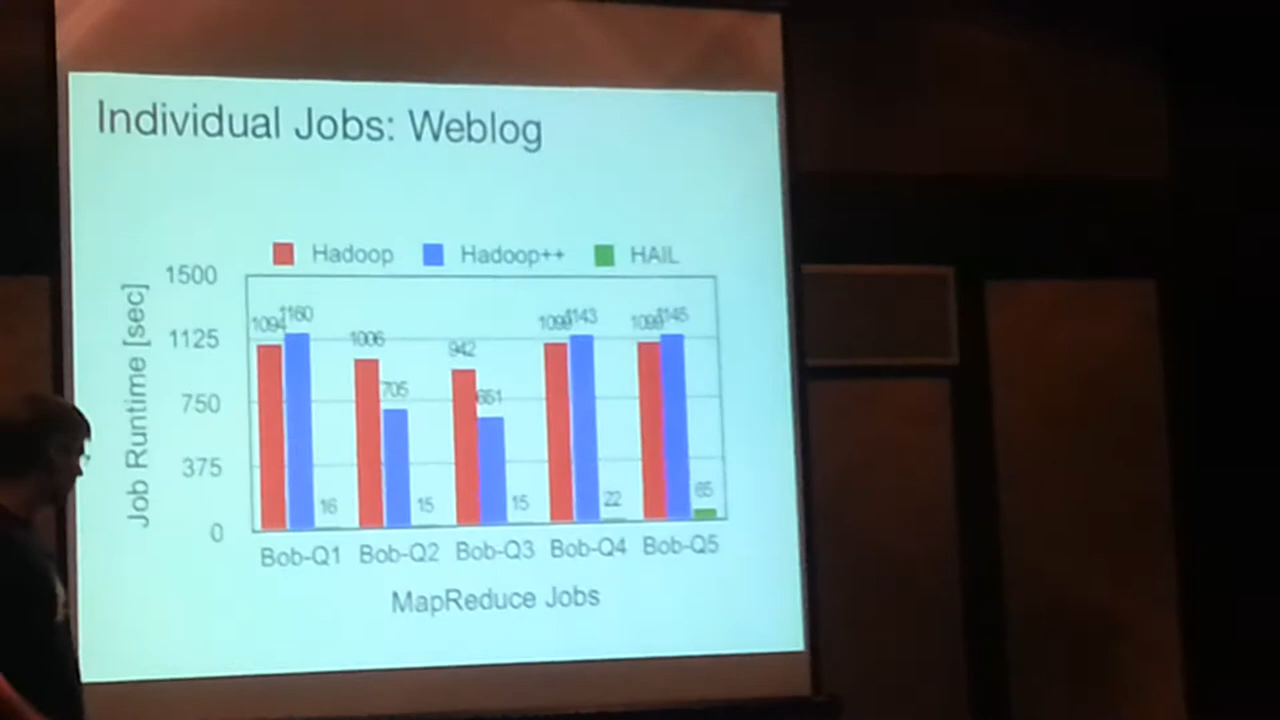 Individual Jobs: Weblog
Hadoop Hadoop++ HAIL
Job Runtime [sec]
1500
1125
750
375
0
1094 1160 16
1006 705 15
942 651 15
1143 22
1145 65
Bob-Q1 Bob-Q2 Bob-Q3 Bob-Q4 Bob-Q5
MapReduce Jobs